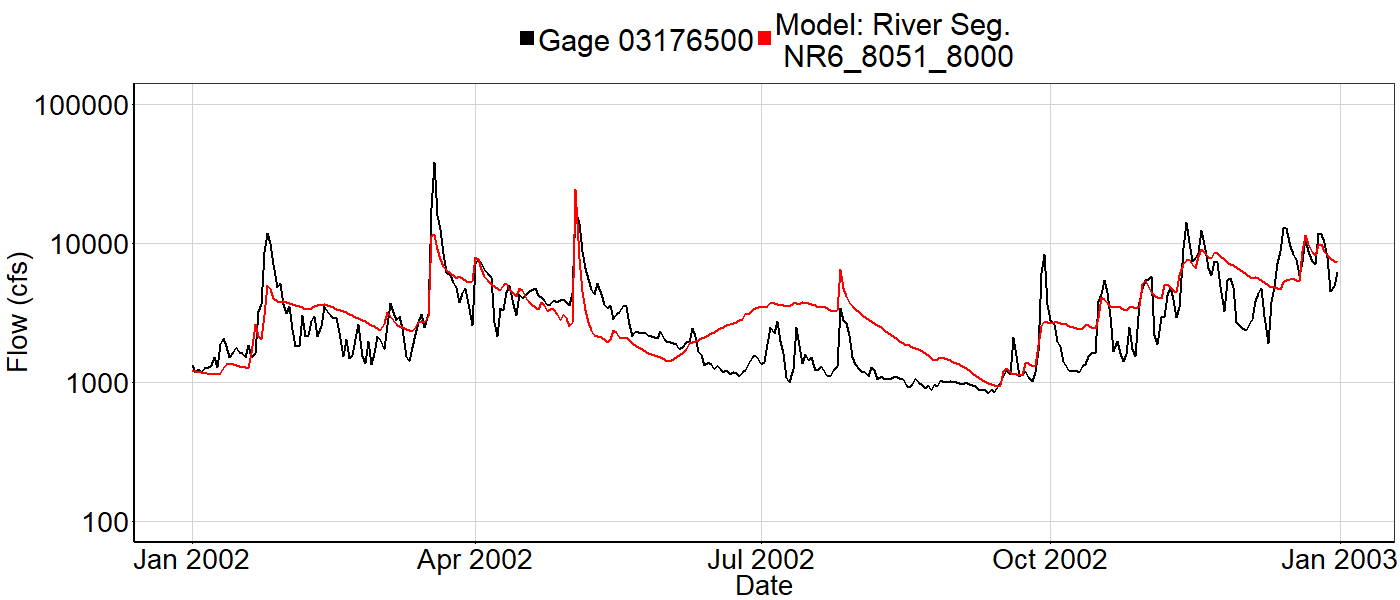 Gage 03176500
Model: River Seg.
NR6_8051_8000
Flow (cfs)
100000
10000
1000
100
Jan 2002
Apr 2002
Jul 2002
Oct 2002
Jan 2003
Date